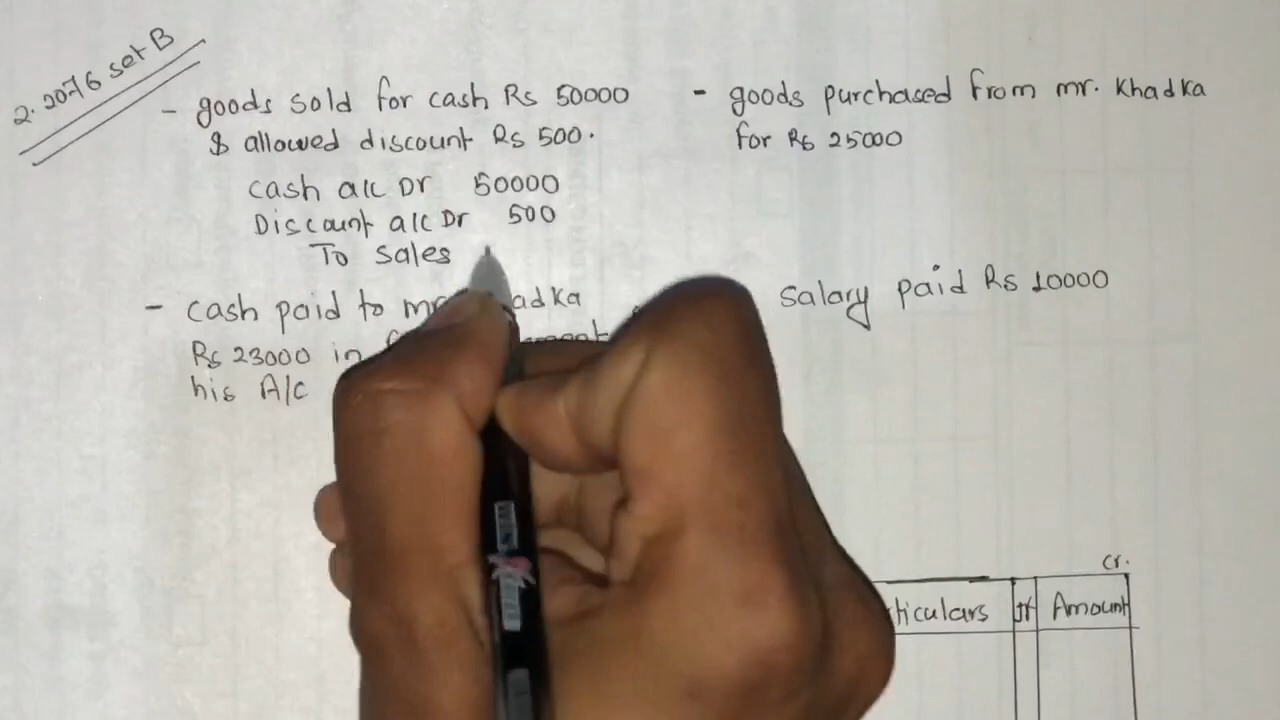 2. 2076 set B
- goods sold for cash Rs 50000
& allowed discount Rs 500.
cash a/c Dr 50000
Discount a/c Dr 500
To sales
- cash paid to mr.
Rs 23000 in
his A/C
- goods purchased from mr. Khadka
for Rs 25000
salary paid Rs 10000
cr.
Amount